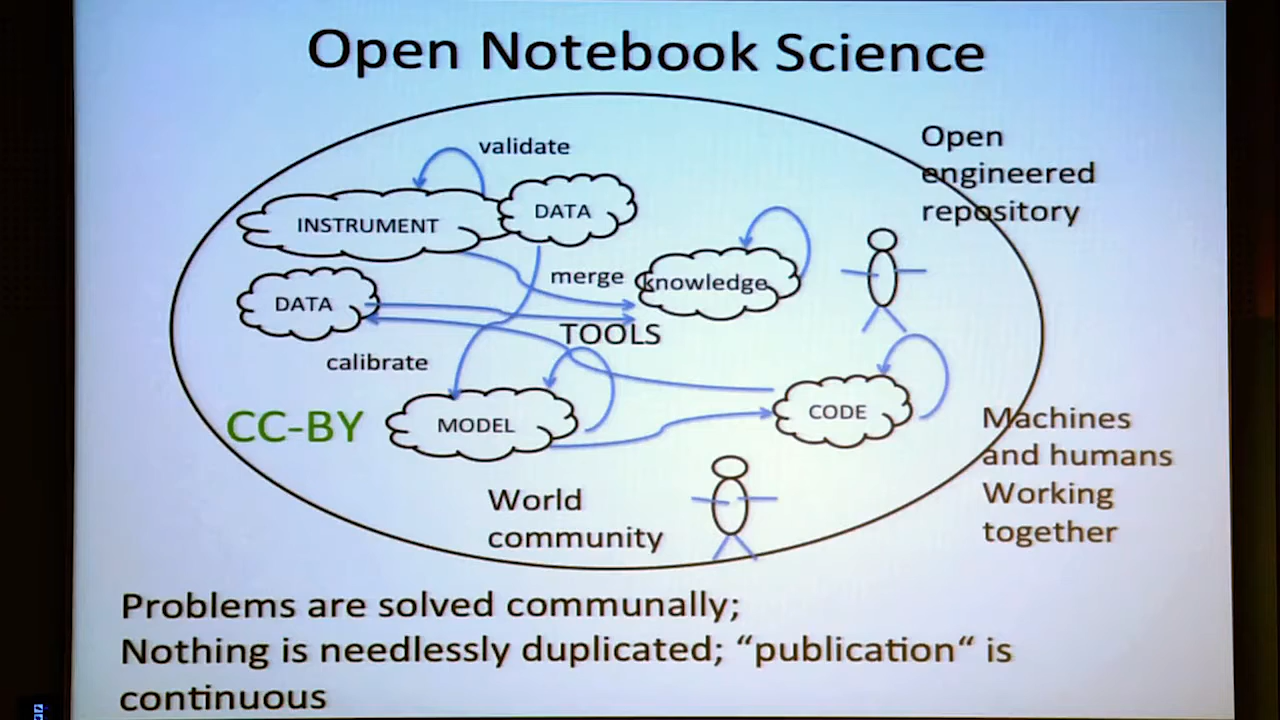 Open Notebook Science
validate
Open
engineered
repository
INSTRUMENT
DATA
merge
knowledge
DATA
TOOLS
calibrate
CC-BY
MODEL
CODE
Machines
and humans
Working
together
World
community
Problems are solved communally;
Nothing is needlessly duplicated; “publication“ is
continuous